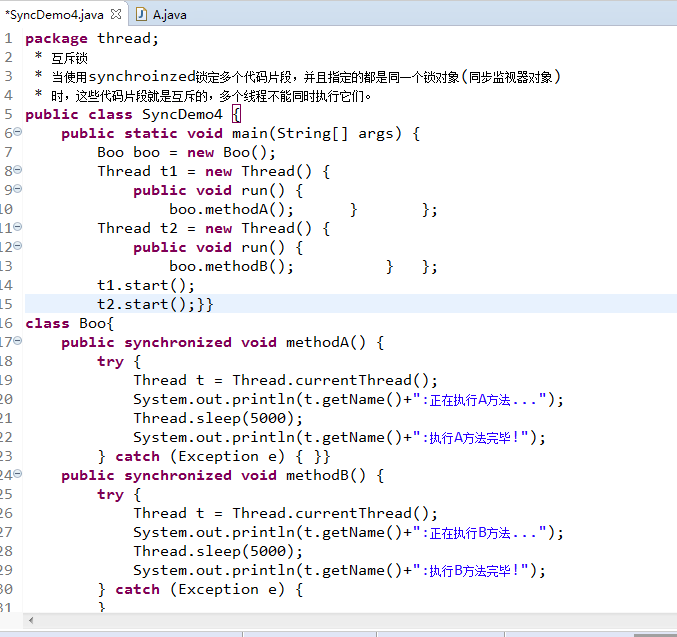 *SyncDemo4.java A.java
1 package thread;
2 * 互斥锁
3 * 当使用synchroinzed锁定多个代码片段，并且指定的都是同一个锁对象(同步监视器对象)
4 * 时，这些代码片段就是互斥的，多个线程不能同时执行它们。
5 public class SyncDemo4 {
6 public static void main(String[] args) {
7 Boo boo = new Boo();
8 Thread t1 = new Thread() {
9 public void run() {
10 boo.methodA(); } };
11 Thread t2 = new Thread() {
12 public void run() {
13 boo.methodB(); } };
14 t1.start();
15 t2.start();}}
16 class Boo{
17 public synchronized void methodA() {
18 try {
19 Thread t = Thread.currentThread();
20 System.out.println(t.getName()+":正在执行A方法...");
21 Thread.sleep(5000);
22 System.out.println(t.getName()+":执行A方法完毕!");
23 } catch (Exception e) { }}
24 public synchronized void methodB() {
25 try {
26 Thread t = Thread.currentThread();
27 System.out.println(t.getName()+":正在执行B方法...");
28 Thread.sleep(5000);
29 System.out.println(t.getName()+":执行B方法完毕!");
30 } catch (Exception e) {
31 }